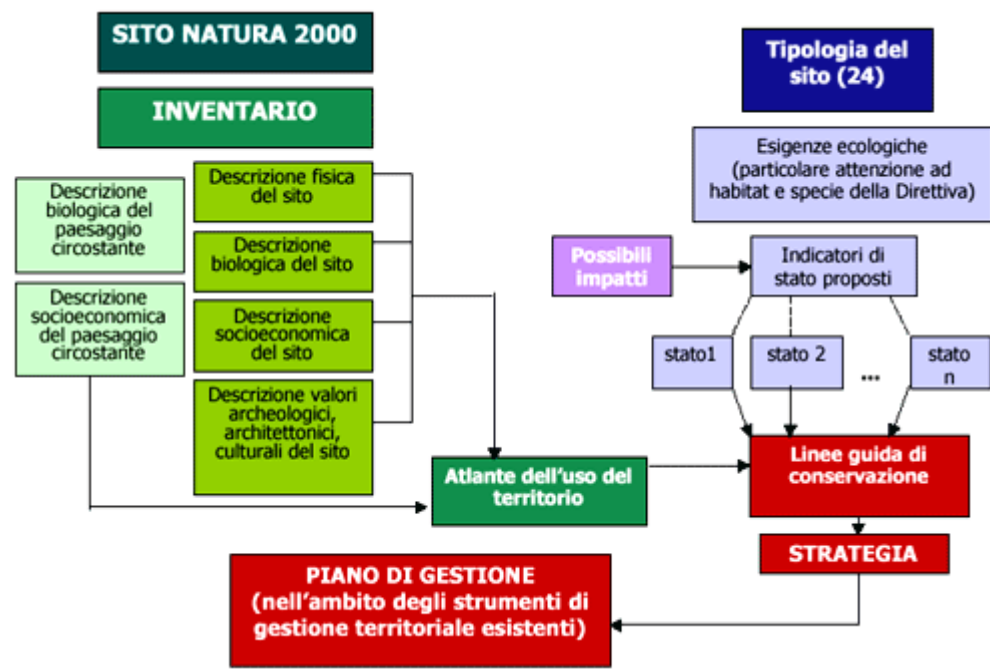 SITO NATURA 2000
INVENTARIO
Descrizione
biologica del
paesaggio
circostante
Descrizione
socioeconomica
del paesaggio
circostante
Descrizione fisica
del sito
Descrizione
biologica del sito
Descrizione
socioeconomica
del sito
Descrizione valori
archeologici,
architettonici,
culturali del sito
Atlante dell'uso del
territorio
Tipologia del
sito (24)
Esigenze ecologiche
(particolare attenzione ad
habitat e specie della Direttiva)
Possibili
impatti
Indicatori di
stato proposti
stato1
stato 2
...
stato
n
Linee guida di
conservazione
STRATEGIA
PIANO DI GESTIONE
(nell'ambito degli strumenti di
gestione territoriale esistenti)